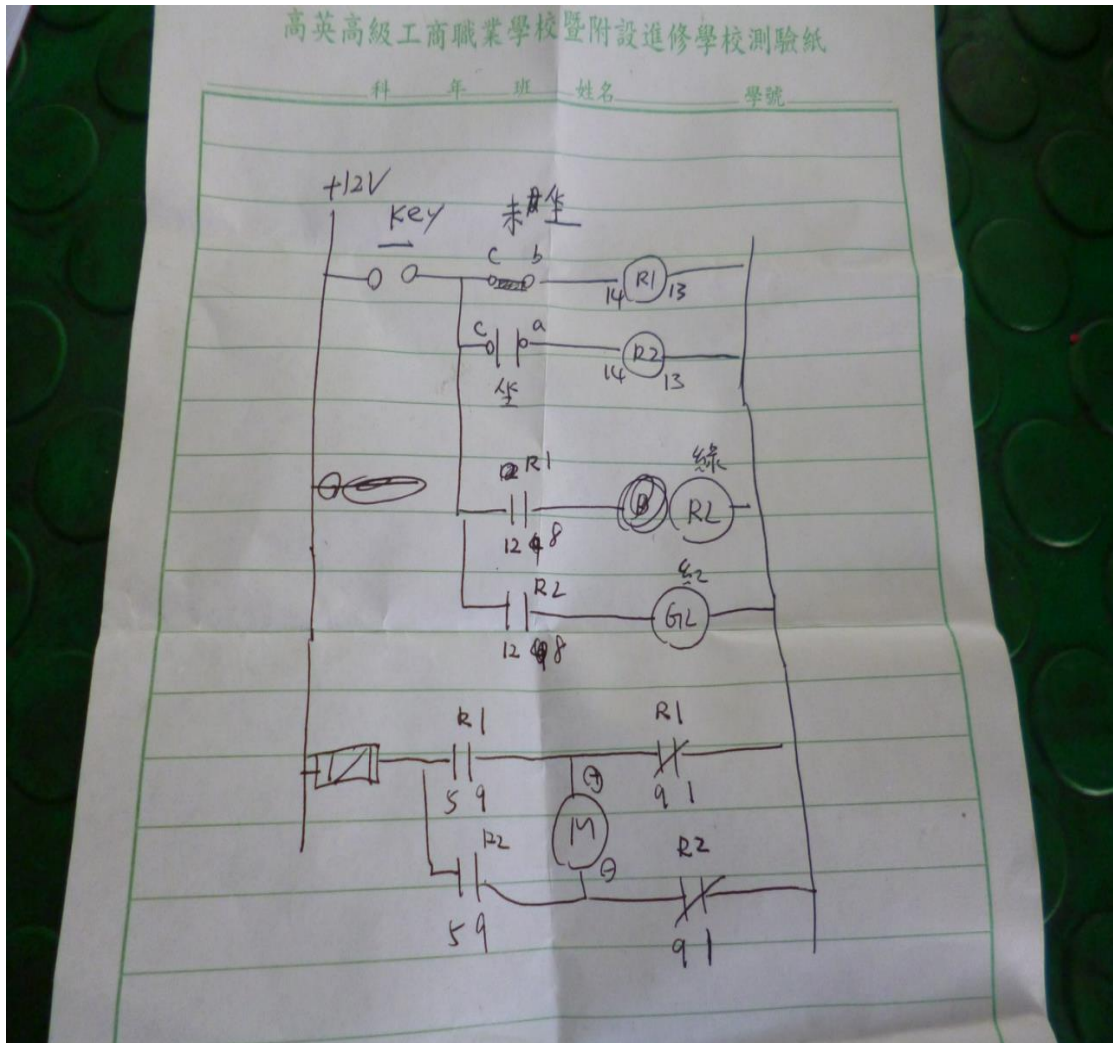 高英高級工商職業學校暨附設進修學校測驗紙
科 年 班 姓名 學號
+12V
Key 未坐
c b
14 R1 13
c a
14 R2 13
坐
R1 綠
RL
12 8
R2 紅
GL
12 8
R1 R1
5 9 ⊕ 9 1
M
R2 R2
⊖
5 9 9 1